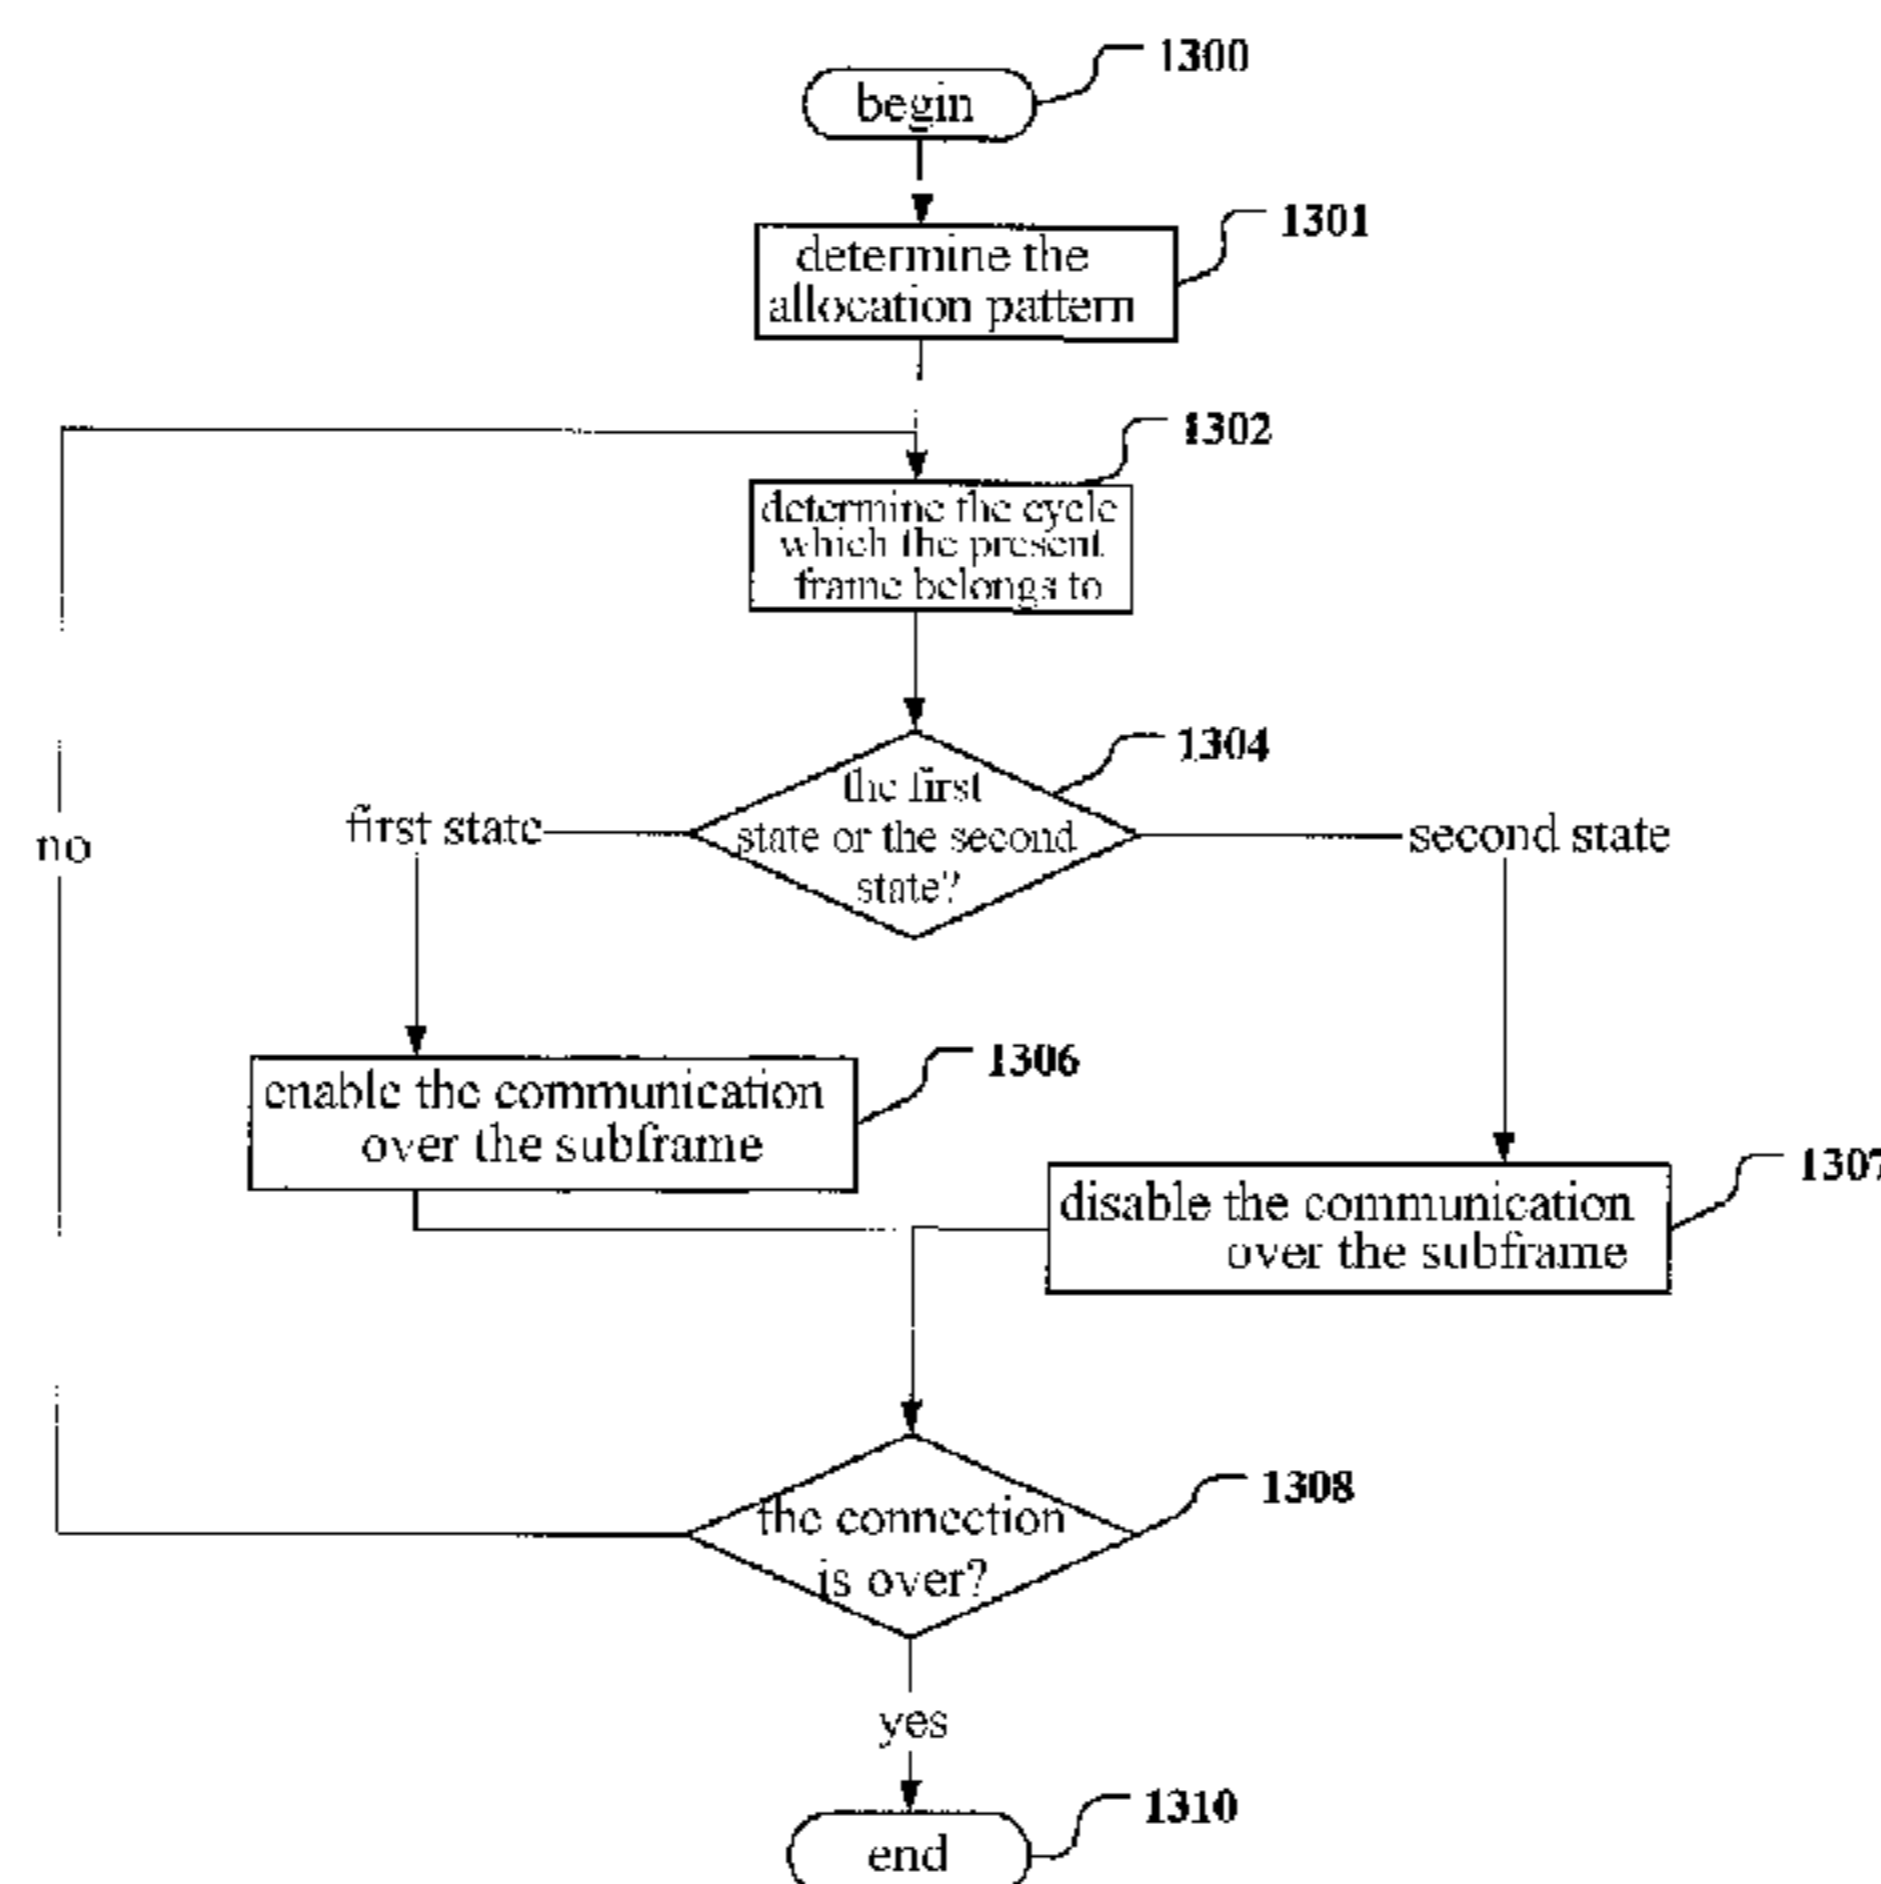 1300
begin
1301
determine the
allocation pattern
1302
determine the cycle
which the present
frame belongs to
1304
the first
state or the second
state?
first state
second state
no
1306
enable the communication
over the subframe
1307
disable the communication
over the subframe
1308
the connection
is over?
yes
1310
end